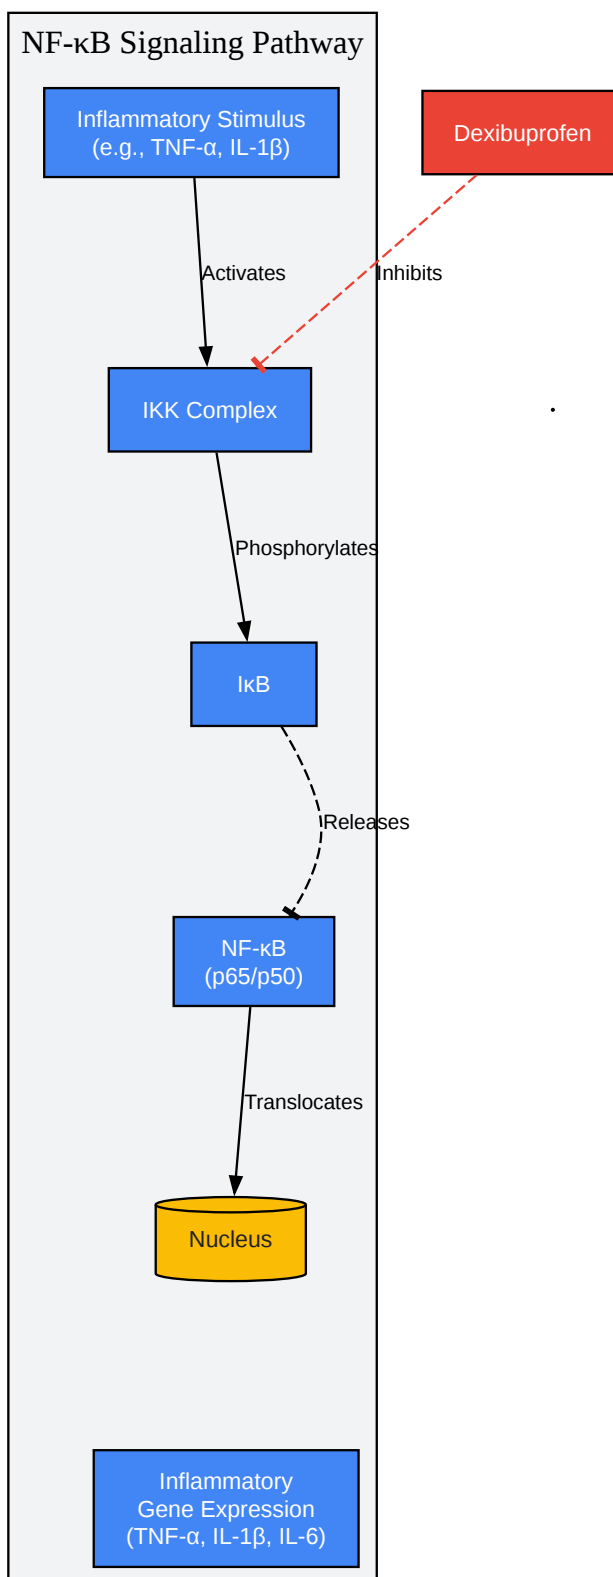 NF-κB Signaling Pathway
Inflammatory Stimulus
(e.g., TNF-α, IL-1β)
Dexibuprofen
Activates
Inhibits
IKK Complex
Phosphorylates
IκB
Releases
NF-κB
(p65/p50)
Translocates
Nucleus
Inflammatory
Gene Expression
(TNF-α, IL-1β, IL-6)